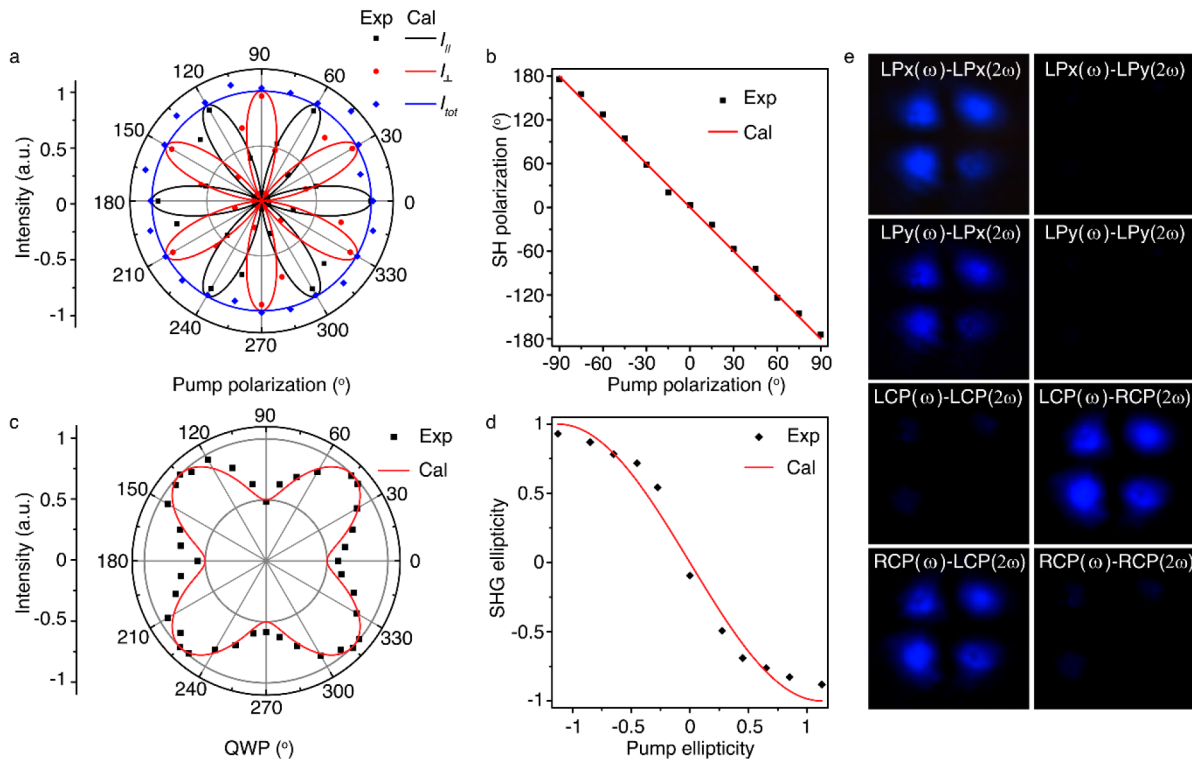 a
Exp Cal
I//
I⊥
Itot
90
60
30
0
330
300
270
240
210
180
150
120
1
0.5
0
-0.5
-1
Intensity (a.u.)
Pump polarization (o)
b
Exp
Cal
180
120
60
0
-60
-120
-180
SH polarization (o)
-90 -60 -30 0 30 60 90
Pump polarization (o)
c
Exp
Cal
90
60
30
0
330
300
270
240
210
180
150
120
1
0.5
0
-0.5
-1
Intensity (a.u.)
QWP (o)
d
Exp
Cal
1
0.5
0
-0.5
-1
SHG ellipticity
-1 -0.5 0 0.5 1
Pump ellipticity
e
LPx(ω)-LPx(2ω) LPx(ω)-LPy(2ω)
LPy(ω)-LPx(2ω) LPy(ω)-LPy(2ω)
LCP(ω)-LCP(2ω) LCP(ω)-RCP(2ω)
RCP(ω)-LCP(2ω) RCP(ω)-RCP(2ω)